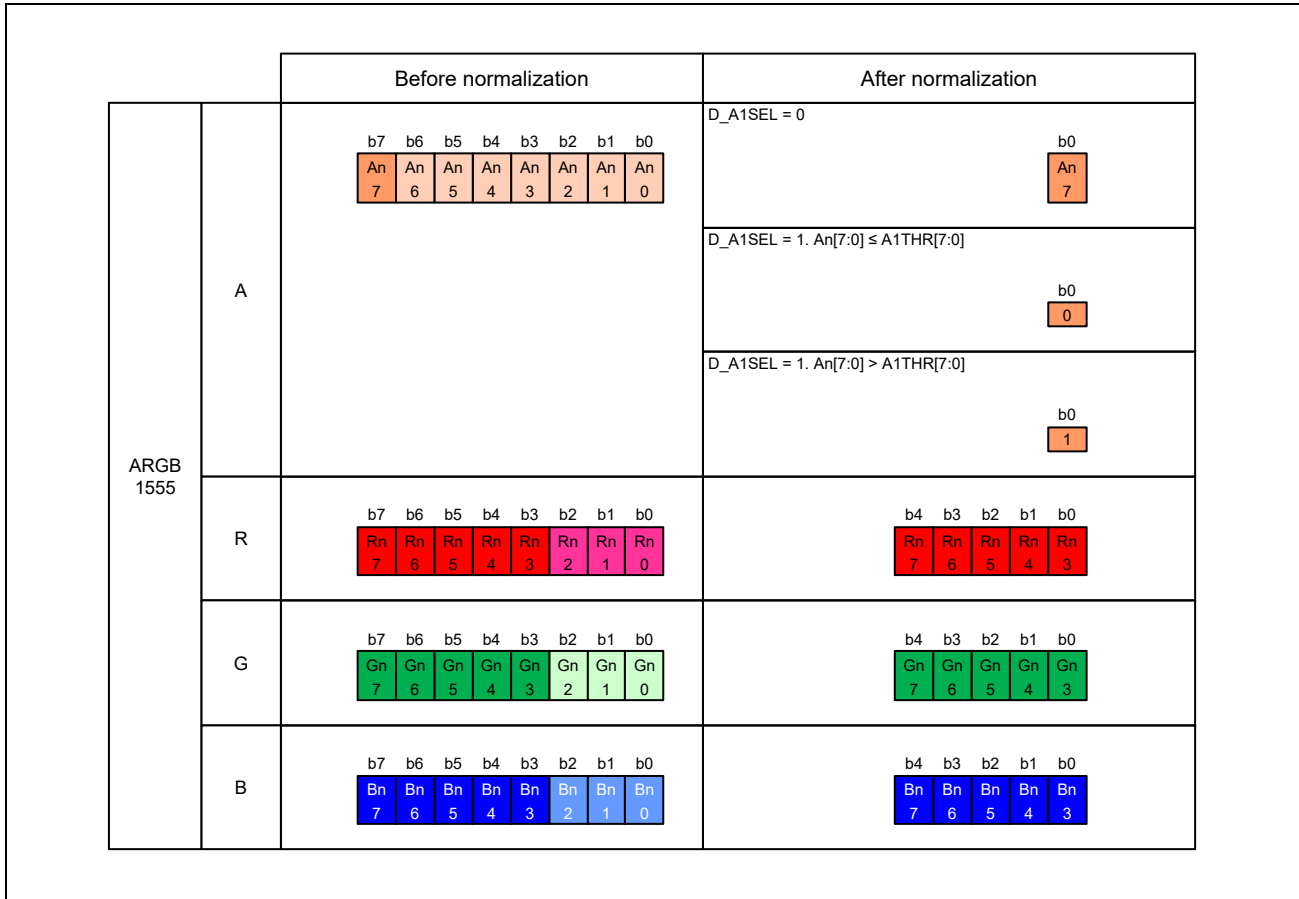 Before normalization After normalization
D_A1SEL = 0
b7 b6 b5 b4 b3 b2 b1 b0 b0
An An An An An An An An An
7 6 5 4 3 2 1 0 7
D_A1SEL = 1. An[7:0] ≤ A1THR[7:0]
A
b0
0
D_A1SEL = 1. An[7:0] > A1THR[7:0]
b0
1
ARGB
1555
b7 b6 b5 b4 b3 b2 b1 b0 b4 b3 b2 b1 b0
R
Rn Rn Rn Rn Rn Rn Rn Rn Rn Rn Rn Rn Rn
7 6 5 4 3 2 1 0 7 6 5 4 3
b7 b6 b5 b4 b3 b2 b1 b0 b4 b3 b2 b1 b0
G
Gn Gn Gn Gn Gn Gn Gn Gn Gn Gn Gn Gn Gn
7 6 5 4 3 2 1 0 7 6 5 4 3
b7 b6 b5 b4 b3 b2 b1 b0 b4 b3 b2 b1 b0
B
Bn Bn Bn Bn Bn Bn Bn Bn Bn Bn Bn Bn Bn
7 6 5 4 3 2 1 0 7 6 5 4 3